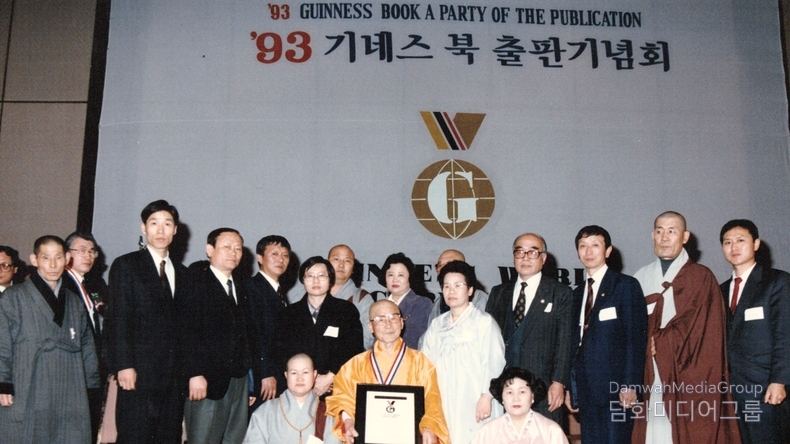 '93 GUINNESS BOOK A PARTY OF THE PUBLICATION
'93 기네스 북 출판기념회
G
G
DamwhaMediaGroup
담화미디어그룹